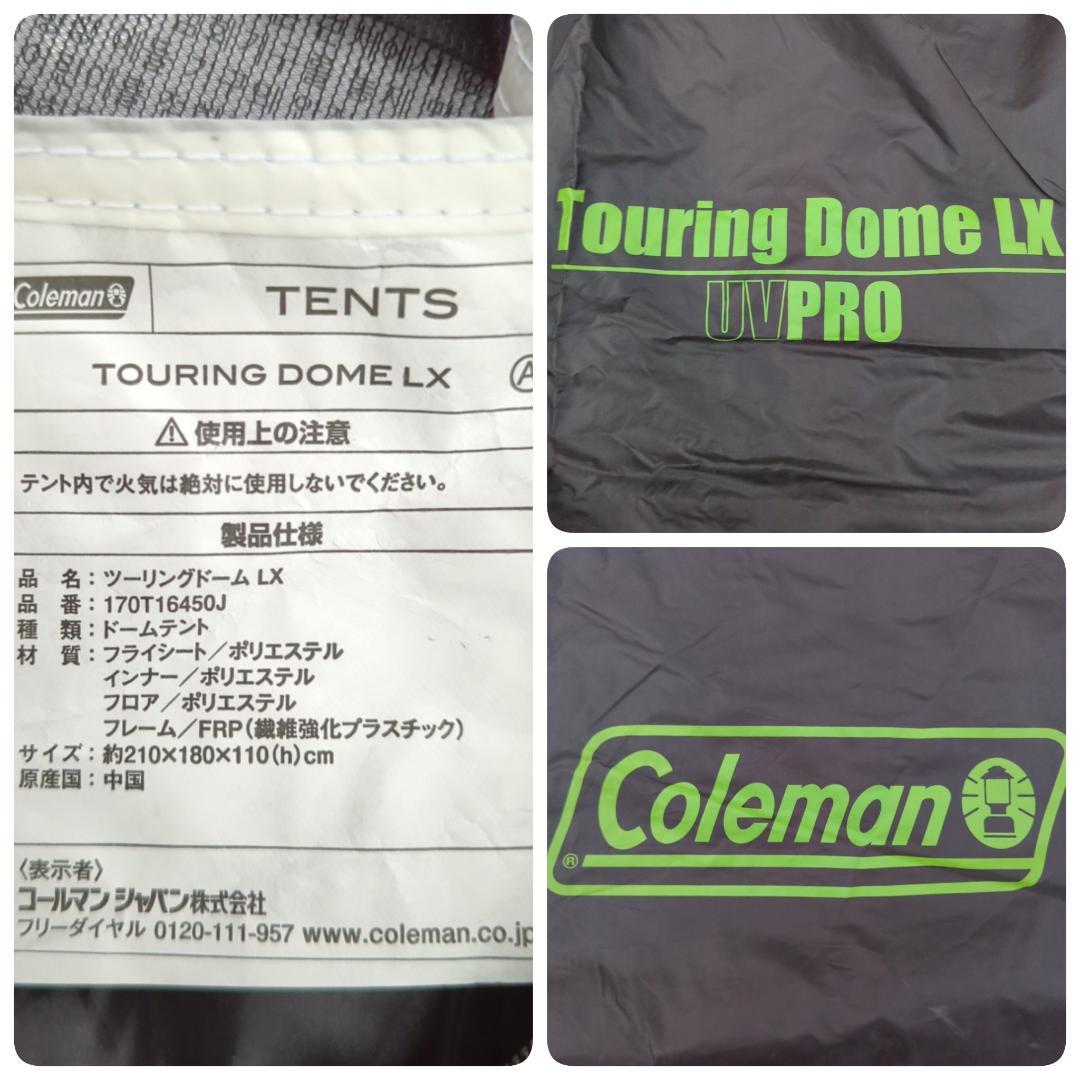 Coleman
TENTS
TOURING DOME LX
A
⚠使用上の注意
テント内で火気は絶対に使用しないでください。
製品仕様
品 名：ツーリングドーム LX
品 番：170T16450J
種 類：ドームテント
材 質：フライシート／ポリエステル
インナー／ポリエステル
フロア／ポリエステル
フレーム／FRP（繊維強化プラスチック）
サイズ：約210×180×110（h）cm
原産国：中国
〈表示者〉
コールマン ジャパン株式会社
フリーダイヤル 0120-111-957 www.coleman.co.jp
Touring Dome LX
UVPRO
Coleman
®